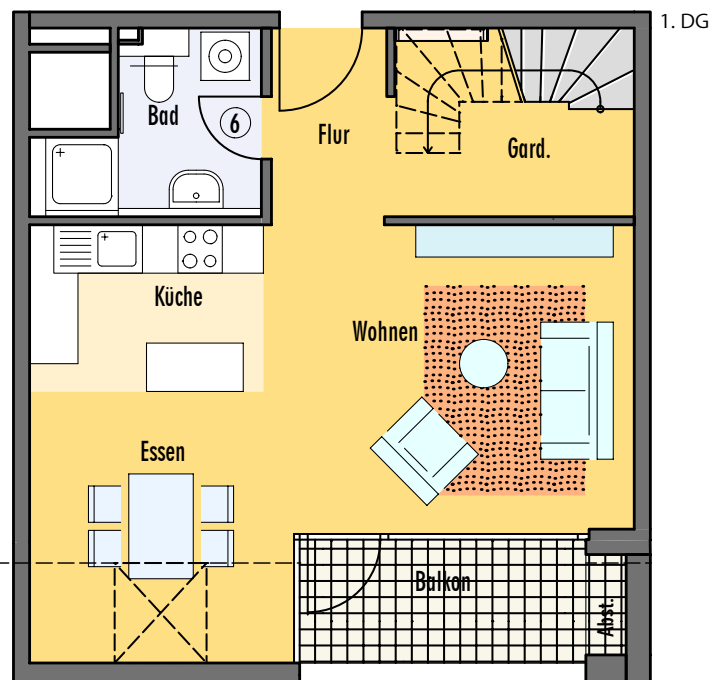 1. DG
Bad
6
Flur
Gard.
Küche
Wohnen
Essen
Balkon
Abst.